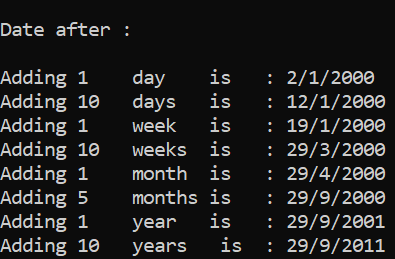 Date after :
Adding 1    day    is   : 2/1/2000
Adding 10   days   is   : 12/1/2000
Adding 1    week   is   : 19/1/2000
Adding 10   weeks  is   : 29/3/2000
Adding 1    month  is   : 29/4/2000
Adding 5    months is   : 29/9/2000
Adding 1    year   is   : 29/9/2001
Adding 10   years   is  : 29/9/2011